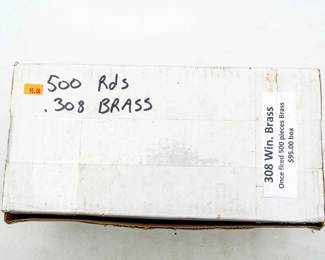 500 Rds
.308 BRASS
308 Win. Brass
Once fired 500 pieces Brass
$95.00 box